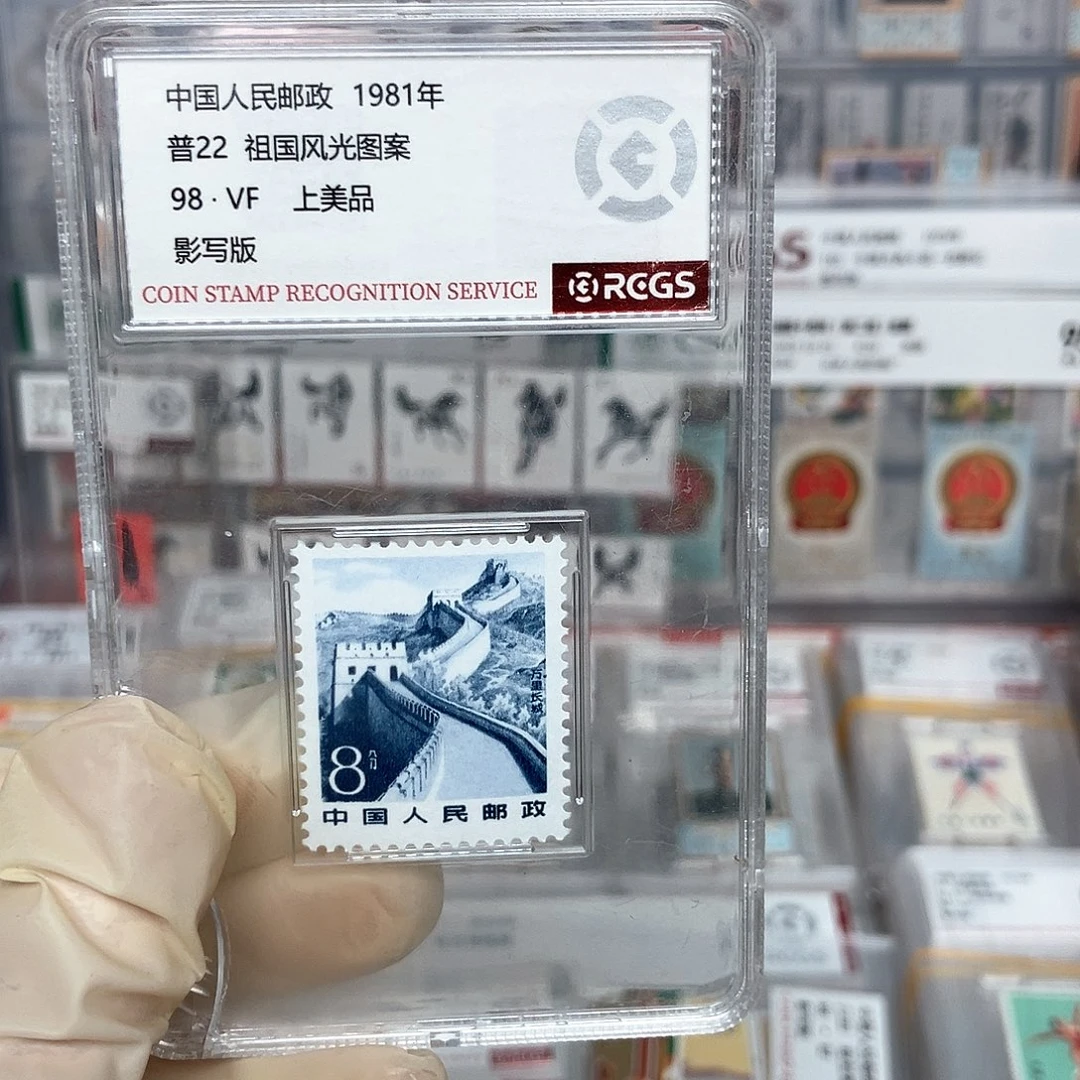 中国人民邮政 1981年
普22 祖国风光图案
98·VF 上美品
影写版
COIN STAMP RECOGNITION SERVICE
RCGS
万里长城
8八分
中国人民邮政